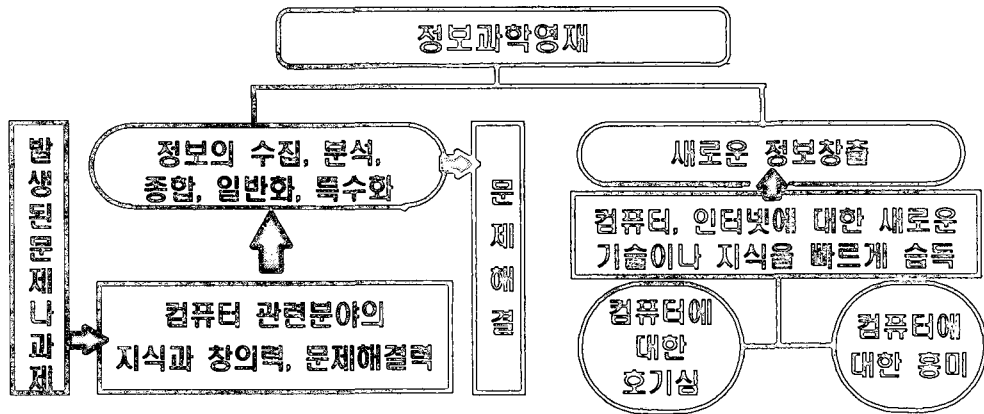 정보과학영재
발생된문제나과제
정보의 수집, 분석,
종합, 일반화, 특수화
컴퓨터 관련분야의
지식과 창의력, 문제해결력
문제해결
새로운 정보창출
컴퓨터, 인터넷에 대한 새로운
기술이나 지식을 빠르게 습득
컴퓨터에
대한
호기심
컴퓨터에
대한 흥미